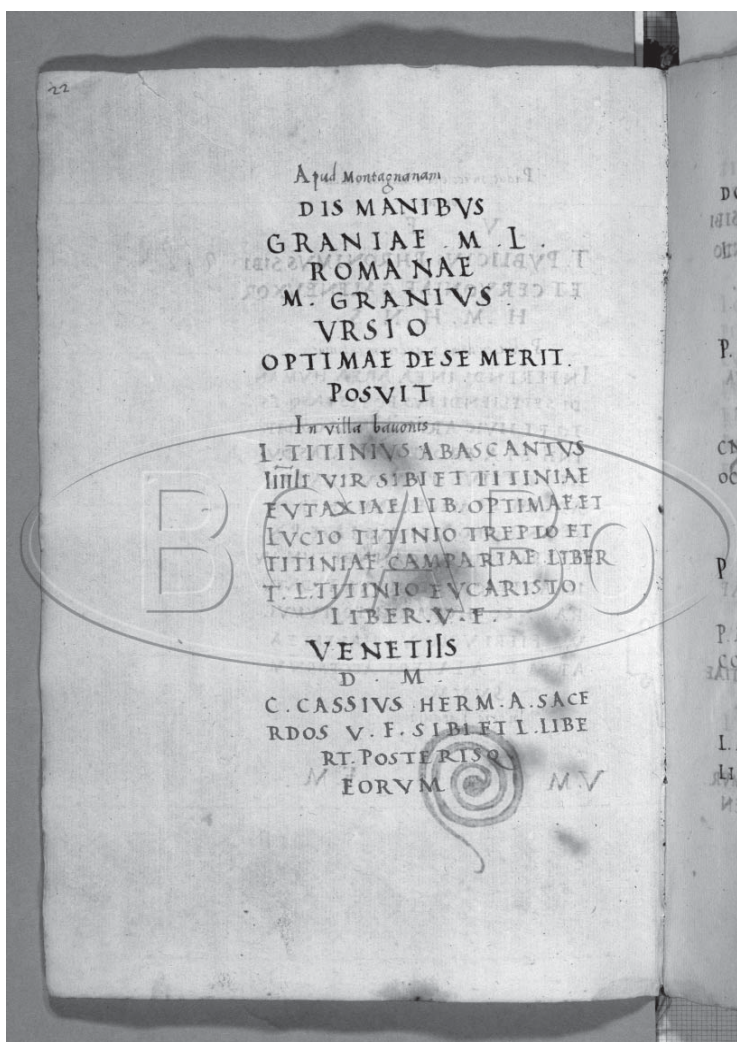 22
Apud Montagnanam
DIS MANIBVS
GRANIAE . M . L .
ROMANAE
M . GRANIVS
VRSIO
OPTIMAE DE SE MERIT.
POSVIT
In villa bauonis
L . TITINIVS ABASCANTVS
VIR SIBI ET TITINIAE
EVTAXIAE LIB. OPTIMAE ET
LVCIO TITINIO TREPTO ET
TITINIAE CAMPARIAE LIBER
T . L . TITINIO EVCARISTO
LIBER . V . F .
VENETIIS
D . M .
C . CASSIVS HERM . A . SACE
RDOS V . F . SIBI ET L . LIBE
RT . POSTERISQ
EORVM
BCABo